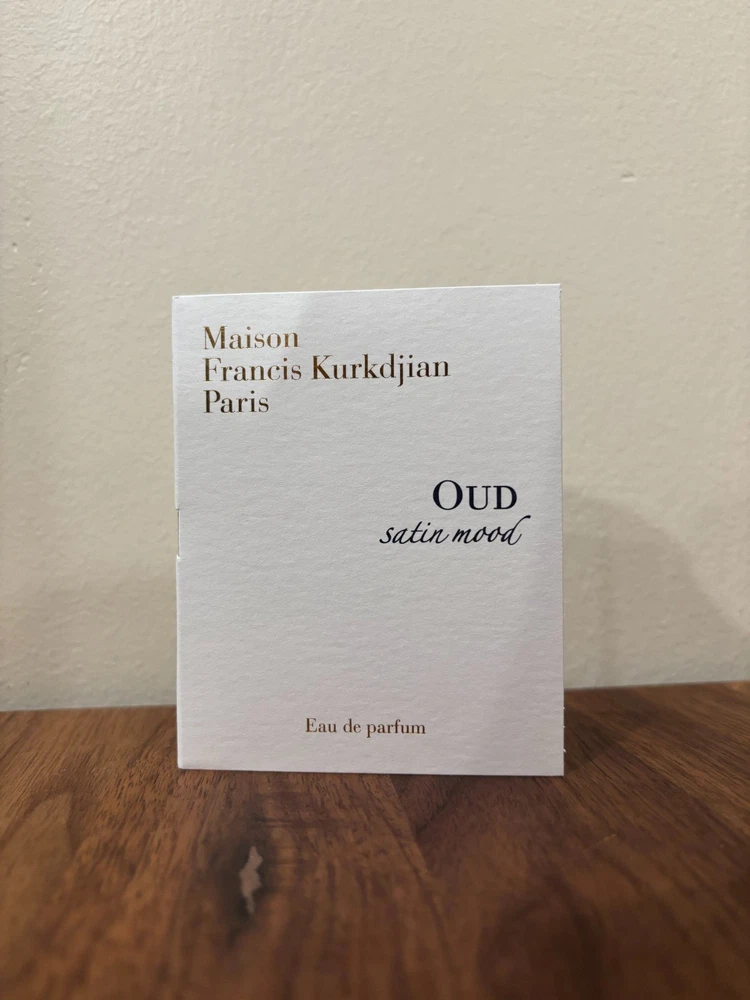 Maison
Francis Kurkdjian
Paris
OUD
satin mood
Eau de parfum